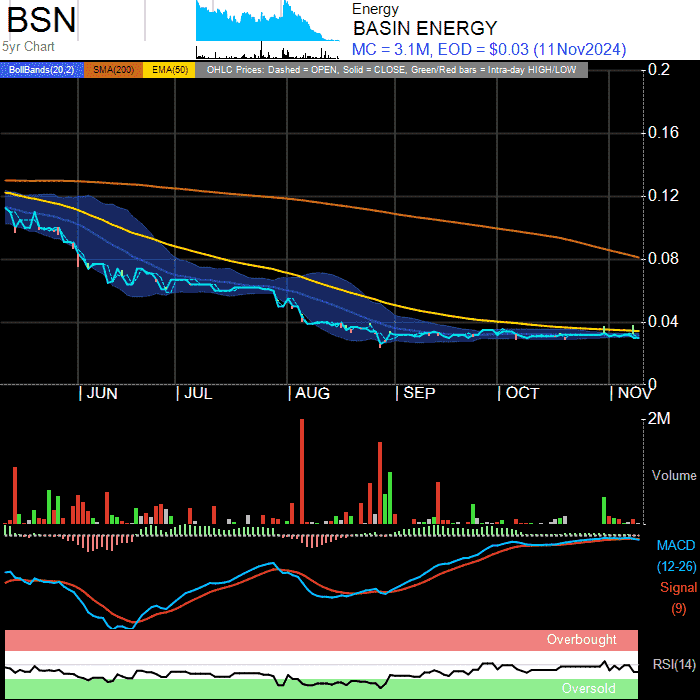 BSN
5yr Chart
Energy
BASIN ENERGY
MC = 3.1M, EOD = $0.03 (11Nov2024)
BollBands(20,2) SMA(200) EMA(50) OHLC Prices: Dashed = OPEN, Solid = CLOSE, Green/Red bars = Intra-day HIGH/LOW
0.2
0.16
0.12
0.08
0.04
0
JUN JUL AUG SEP OCT NOV
2M
Volume
MACD
(12-26)
Signal
(9)
Overbought
RSI(14)
Oversold